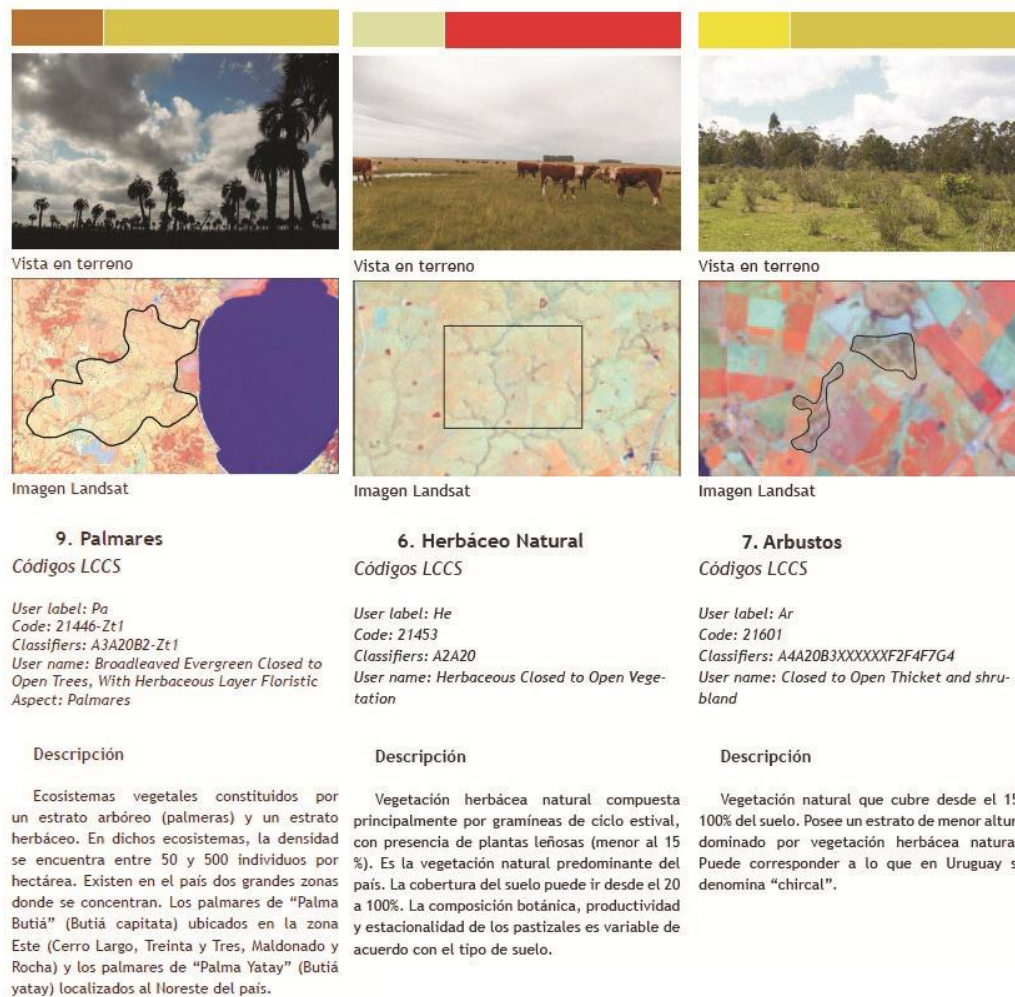 Vista en terreno
Imagen Landsat
9. Palmares
Códigos LCCS
User label: Pa
Code: 21446-Zt1
Classifiers: A3A20B2-Zt1
User name: Broadleaved Evergreen Closed to
Open Trees, With Herbaceous Layer Floristic
Aspect: Palmares
Descripción
Ecosistemas vegetales constituidos por
un estrato arbóreo (palmeras) y un estrato
herbáceo. En dichos ecosistemas, la densidad
se encuentra entre 50 y 500 individuos por
hectárea. Existen en el país dos grandes zonas
donde se concentran. Los palmares de “Palma
Butiá” (Butiá capitata) ubicados en la zona
Este (Cerro Largo, Treinta y Tres, Maldonado y
Rocha) y los palmares de “Palma Yatay” (Butiá
yatay) localizados al Noreste del país.
Vista en terreno
Imagen Landsat
6. Herbáceo Natural
Códigos LCCS
User label: He
Code: 21453
Classifiers: A2A20
User name: Herbaceous Closed to Open Vege-
tation
Descripción
Vegetación herbácea natural compuesta
principalmente por gramíneas de ciclo estival,
con presencia de plantas leñosas (menor al 15
%). Es la vegetación natural predominante del
país. La cobertura del suelo puede ir desde el 20
a 100%. La composición botánica, productividad
y estacionalidad de los pastizales es variable de
acuerdo con el tipo de suelo.
Vista en terreno
Imagen Landsat
7. Arbustos
Códigos LCCS
User label: Ar
Code: 21601
Classifiers: A4A20B3XXXXXXF2F4F7G4
User name: Closed to Open Thicket and shru-
bland
Descripción
Vegetación natural que cubre desde el 15
100% del suelo. Posee un estrato de menor altur
dominado por vegetación herbácea natura
Puede corresponder a lo que en Uruguay s
denomina “chircal”.